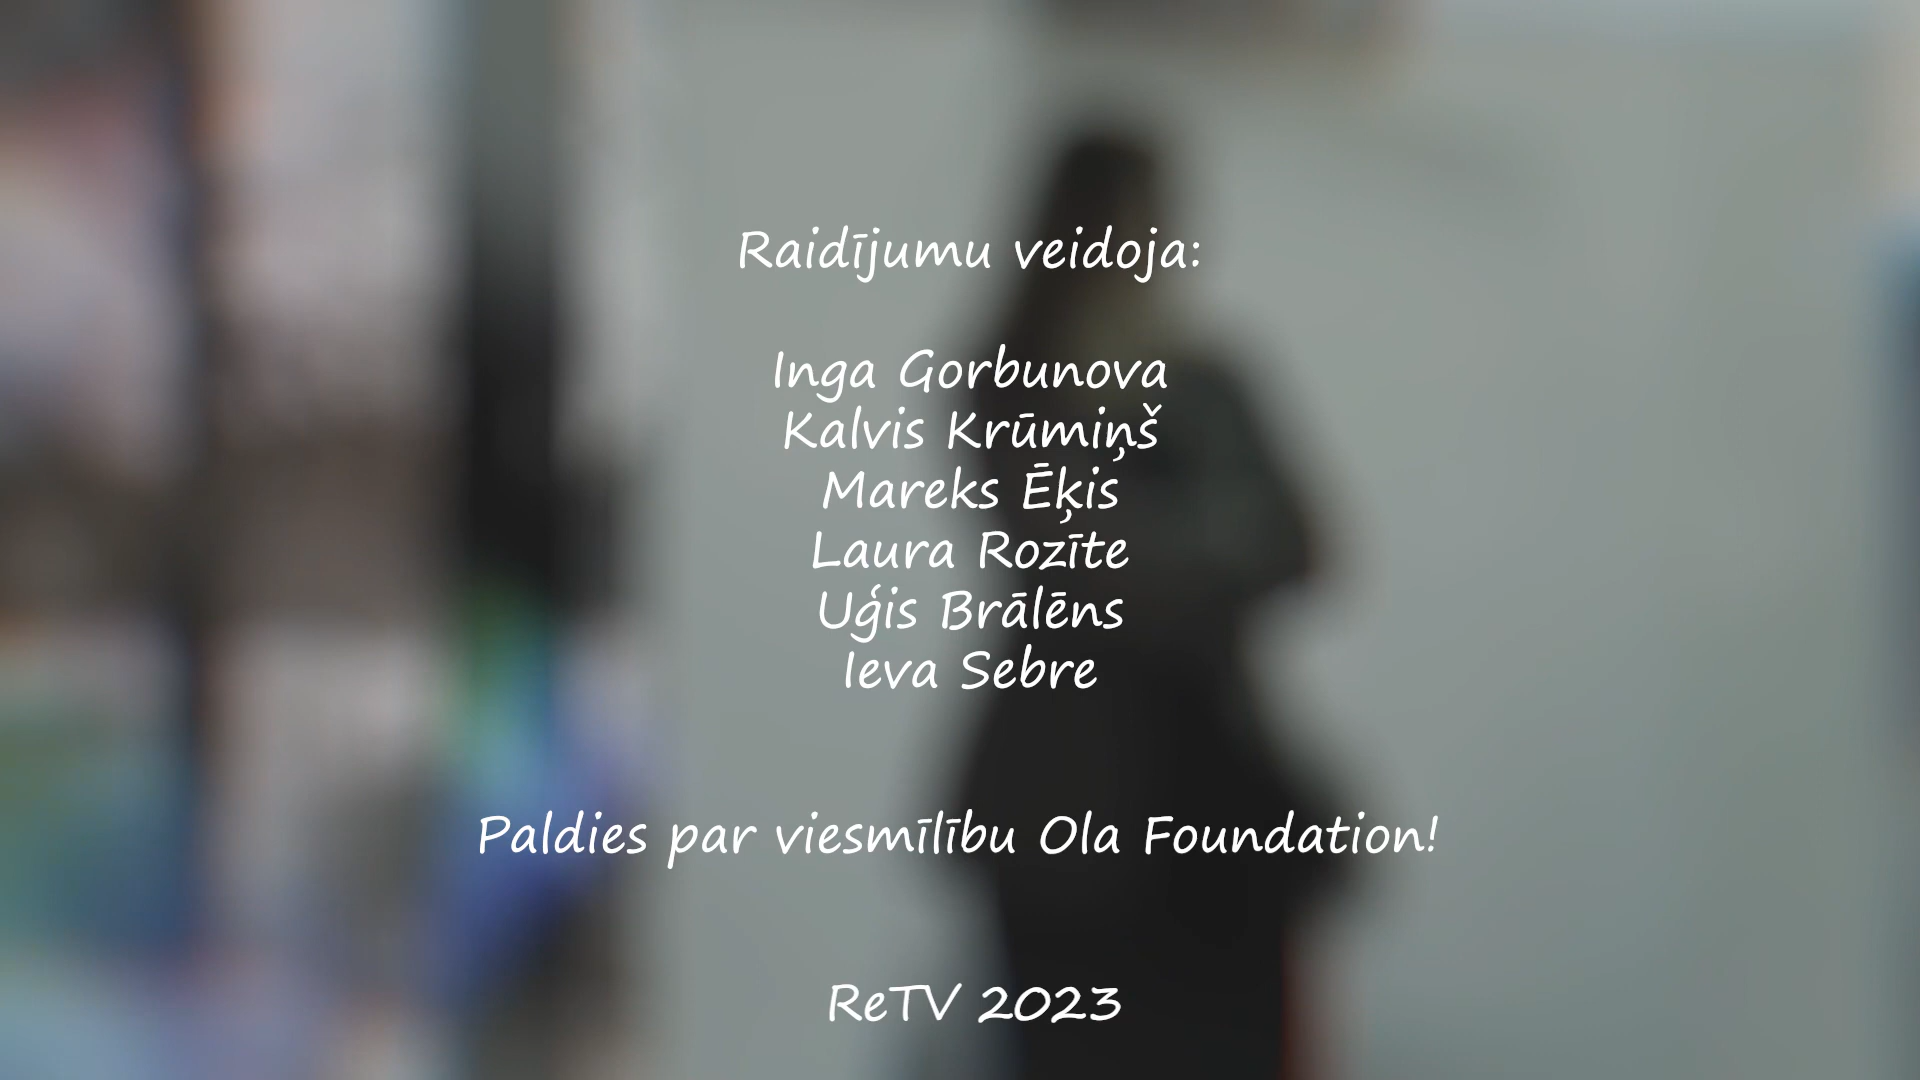 Raidījumu veidoja:
Inga Gorbunova
Kalvis Krūmiņš
Mareks Ēķis
Laura Rozīte
Uģis Brālēns
Ieva Sebre
Paldies par viesmīlību Ola Foundation!
ReTV 2023